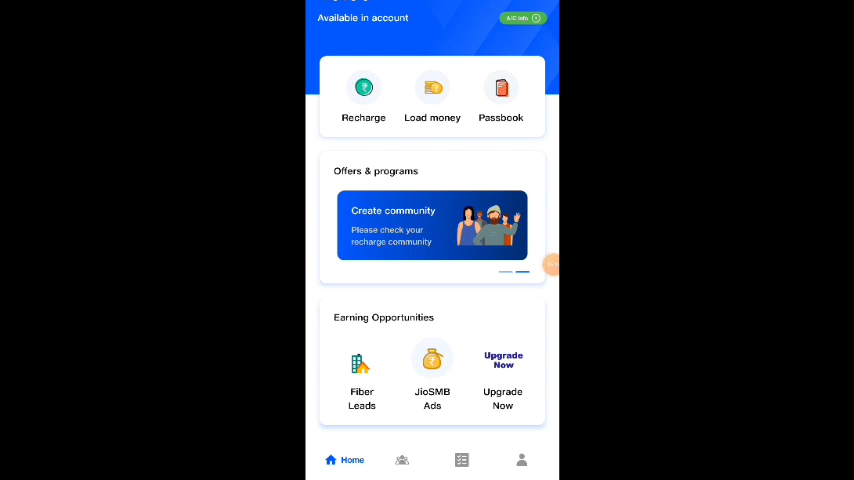 Available in account
AIC Info
Recharge
Load money
Passbook
Offers & programs
Create community
Please check your
recharge community
Earning Opportunities
Upgrade
Now
Fiber
Leads
JioSMB
Ads
Upgrade
Now
Home